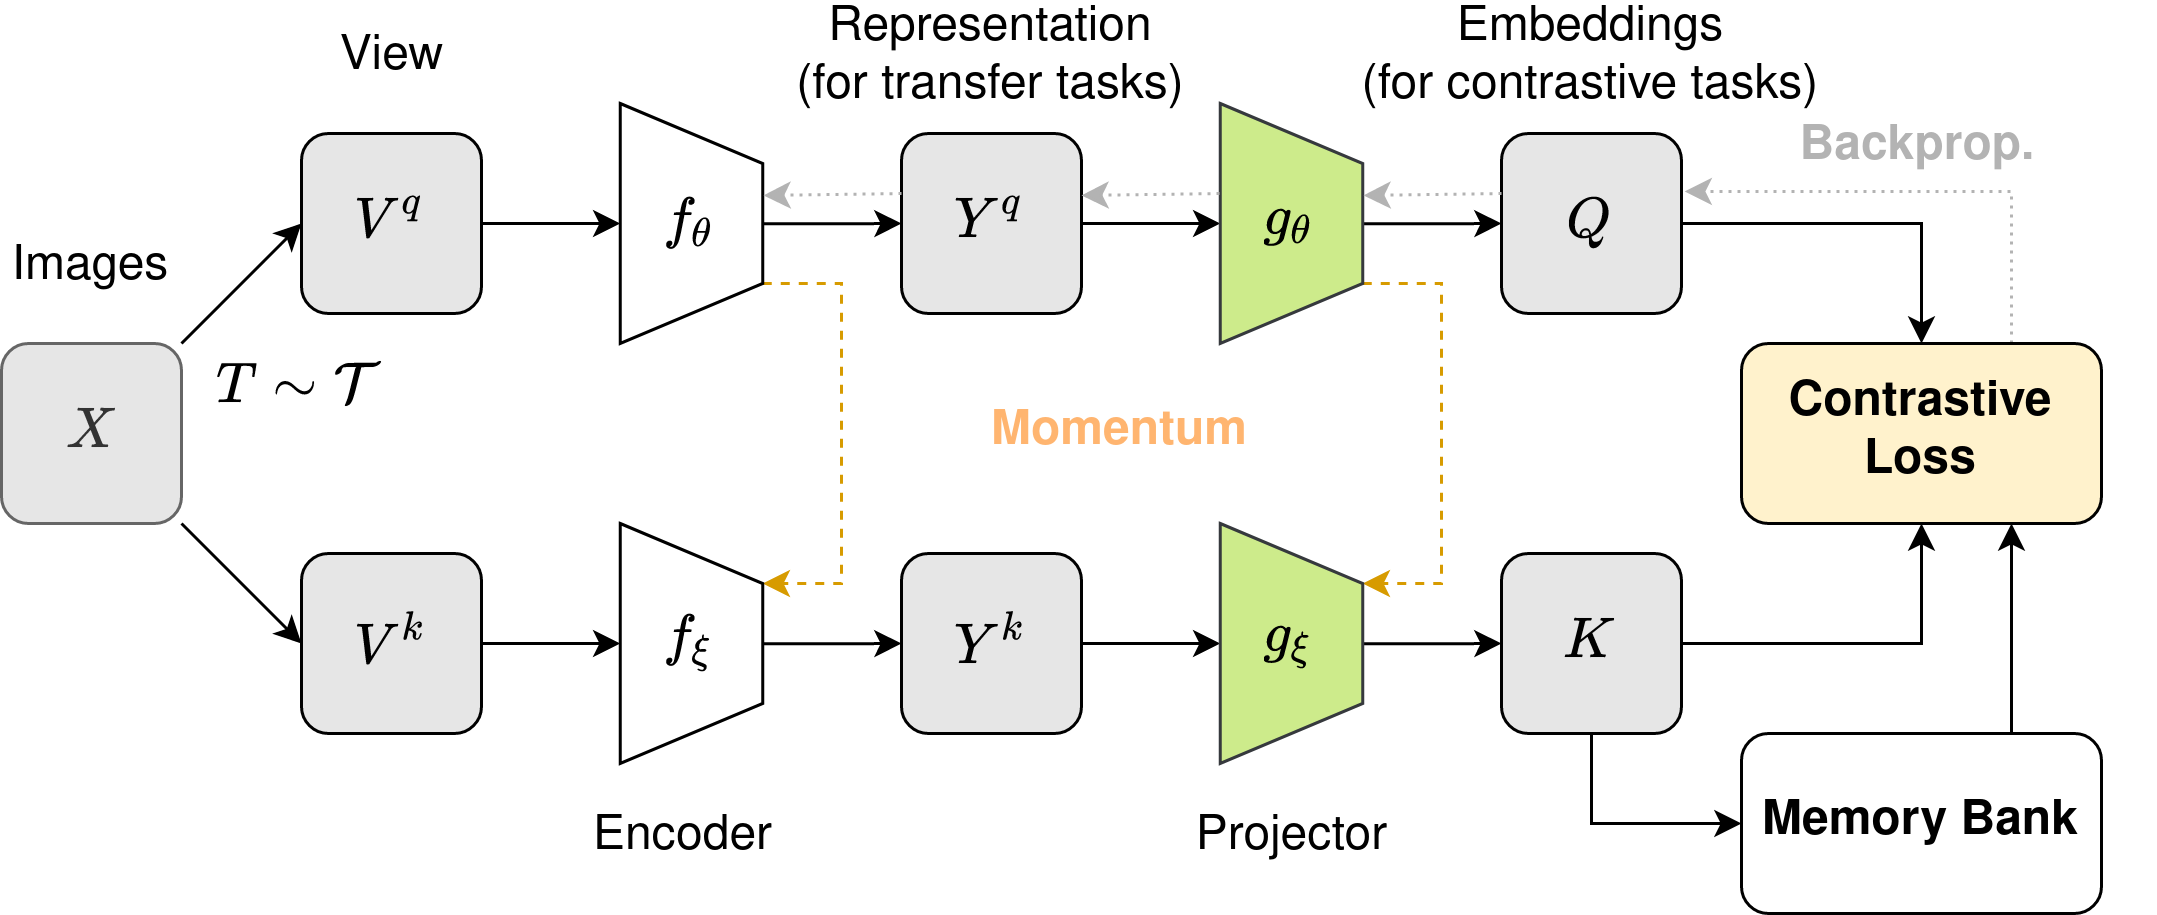 View
Representation
(for transfer tasks)
Embeddings
(for contrastive tasks)
Backprop.
V^q
f_θ
Y^q
g_θ
Q
Images
X
T ∼ 𝒯
Momentum
Contrastive
Loss
V^k
f_ξ
Y^k
g_ξ
K
Encoder
Projector
Memory Bank